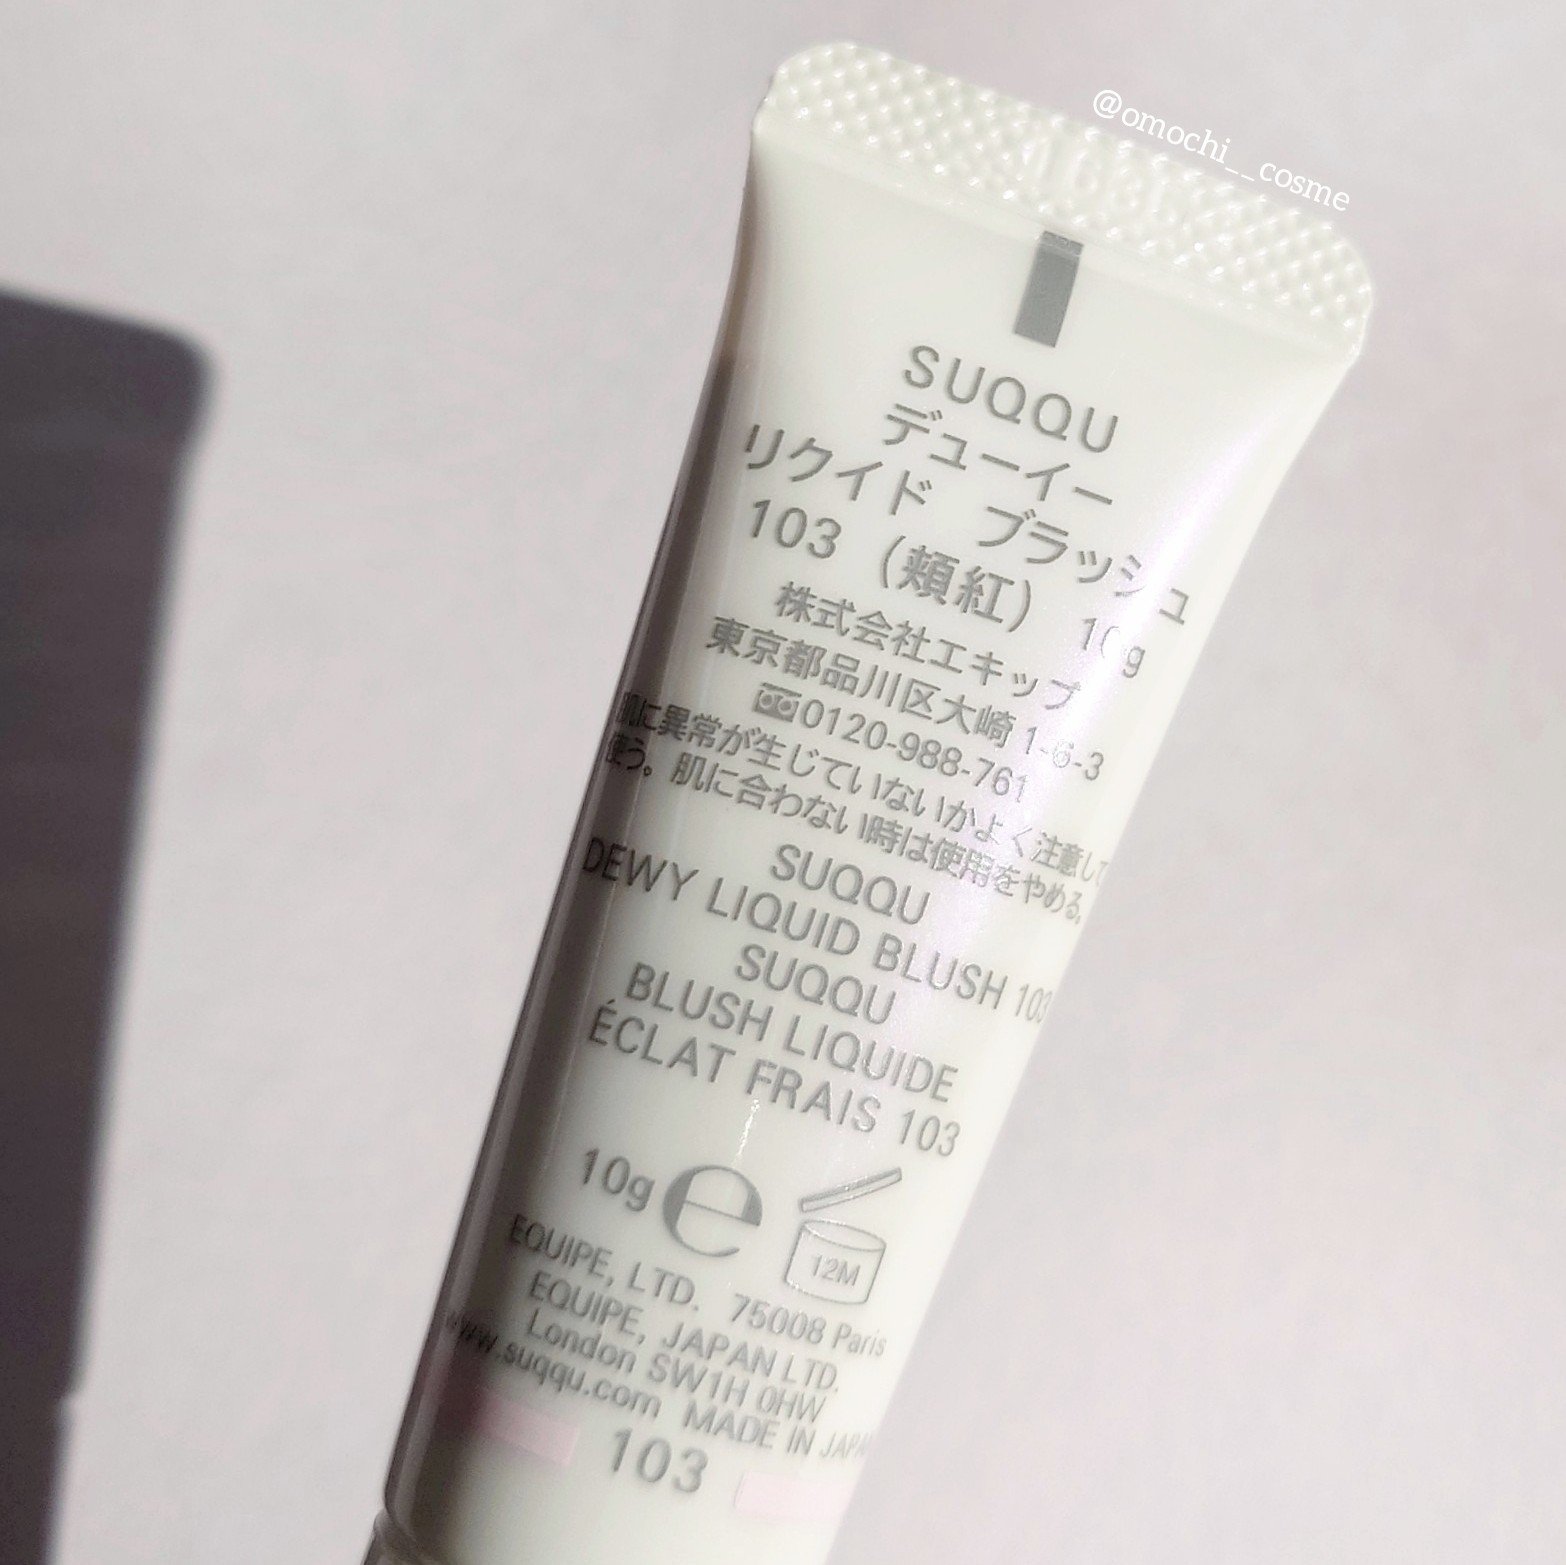 @omochi__cosme
SUQQU
デューイー
リクイド ブラッシュ
103 (頬紅) 10g
株式会社エキップ
東京都品川区大崎 1-6-3
0120-988-761
肌に異常が生じていないかよく注意して
使う。肌に合わない時は使用をやめる。
SUQQU
DEWY LIQUID BLUSH 103
SUQQU
BLUSH LIQUIDE
ÉCLAT FRAIS 103
10g e 12M
EQUIPE, LTD. 75008 Paris
EQUIPE, JAPAN LTD.
London SW1H 0HW
www.suqqu.com MADE IN JAPAN
103